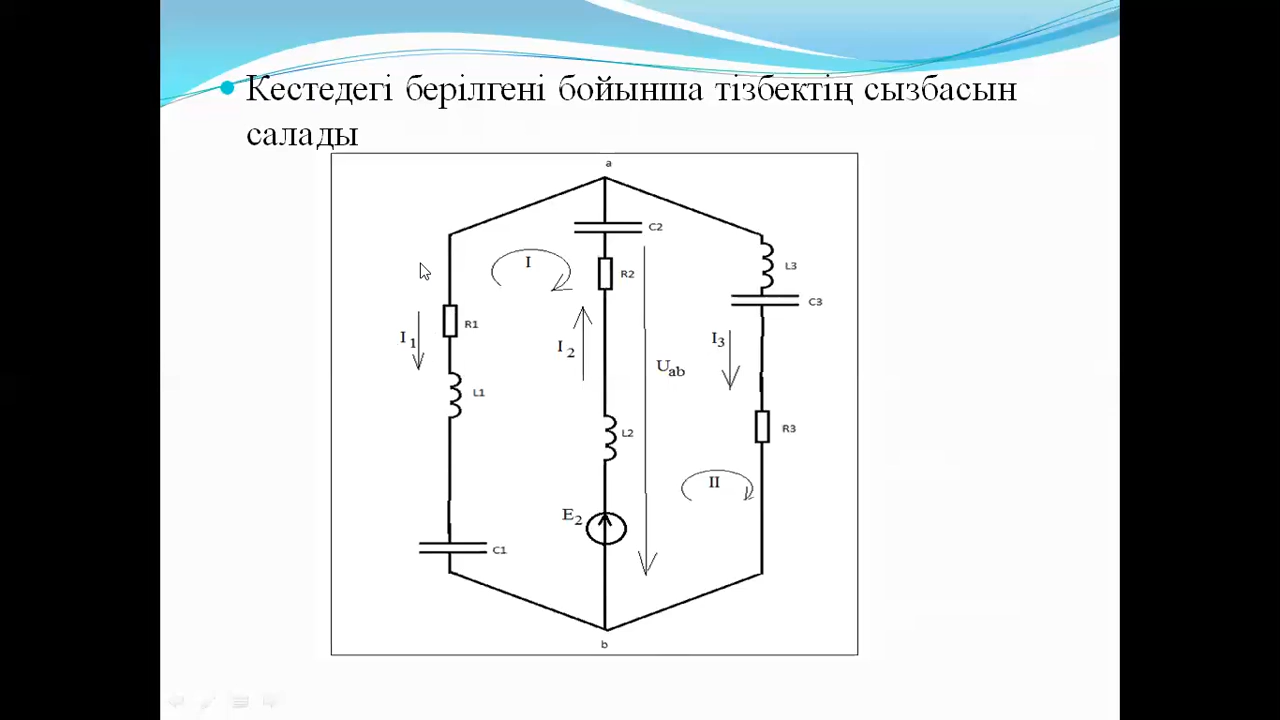 Кестедегі берілгені бойынша тізбектің сызбасын
салады
a
C2
I
R2
L3
C3
I1
R1
I2
Uab
I3
L1
L2
R3
II
E2
C1
b